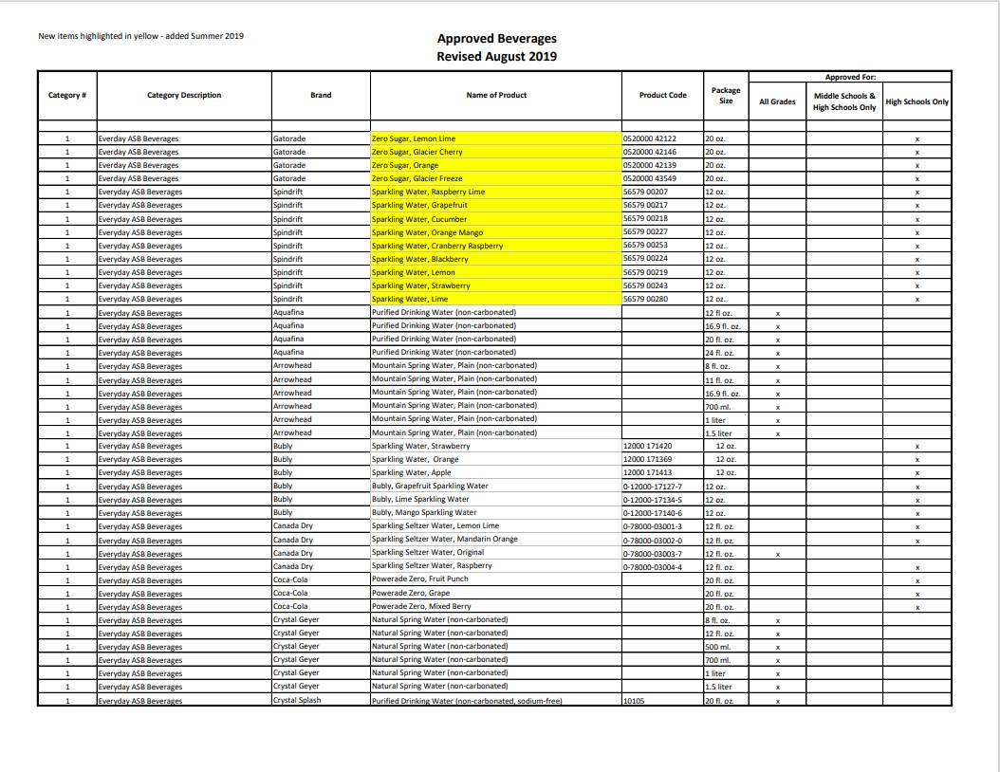 New items highlighted in yellow - added Summer 2019
Approved Beverages
Revised August 2019
Approved For:
Category # Category Description Brand Name of Product Product Code Package Size All Grades Middle Schools & High Schools Only High Schools Only
1 Everday ASB Beverages Gatorade Zero Sugar, Lemon Lime 0520000 42122 20 oz. x
1 Everday ASB Beverages Gatorade Zero Sugar, Glacier Cherry 0520000 42146 20 oz. x
1 Everday ASB Beverages Gatorade Zero Sugar, Orange 0520000 42139 20 oz. x
1 Everday ASB Beverages Gatorade Zero Sugar, Glacier Freeze 0520000 43549 20 oz. x
1 Everyday ASB Beverages Spindrift Sparkling Water, Raspberry Lime 56579 00207 12 oz. x
1 Everyday ASB Beverages Spindrift Sparkling Water, Grapefruit 56579 00217 12 oz. x
1 Everyday ASB Beverages Spindrift Sparkling Water, Cucumber 56579 00218 12 oz. x
1 Everyday ASB Beverages Spindrift Sparkling Water, Orange Mango 56579 00227 12 oz. x
1 Everyday ASB Beverages Spindrift Sparkling Water, Cranberry Raspberry 56579 00253 12 oz. x
1 Everyday ASB Beverages Spindrift Sparkling Water, Blackberry 56579 00224 12 oz. x
1 Everyday ASB Beverages Spindrift Sparkling Water, Lemon 56579 00219 12 oz. x
1 Everyday ASB Beverages Spindrift Sparkling Water, Strawberry 56579 00243 12 oz. x
1 Everyday ASB Beverages Spindrift Sparkling Water, Lime 56579 00280 12 oz. x
1 Everyday ASB Beverages Aquafina Purified Drinking Water (non-carbonated) 12 fl oz. x
1 Everyday ASB Beverages Aquafina Purified Drinking Water (non-carbonated) 16.9 fl. oz. x
1 Everyday ASB Beverages Aquafina Purified Drinking Water (non-carbonated) 20 fl. oz. x
1 Everyday ASB Beverages Aquafina Purified Drinking Water (non-carbonated) 24 fl. oz. x
1 Everyday ASB Beverages Arrowhead Mountain Spring Water, Plain (non-carbonated) 8 fl. oz. x
1 Everyday ASB Beverages Arrowhead Mountain Spring Water, Plain (non-carbonated) 11 fl. oz. x
1 Everyday ASB Beverages Arrowhead Mountain Spring Water, Plain (non-carbonated) 16.9 fl. oz. x
1 Everyday ASB Beverages Arrowhead Mountain Spring Water, Plain (non-carbonated) 700 ml. x
1 Everyday ASB Beverages Arrowhead Mountain Spring Water, Plain (non-carbonated) 1 liter x
1 Everyday ASB Beverages Arrowhead Mountain Spring Water, Plain (non-carbonated) 1.5 liter x
1 Everyday ASB Beverages Bubly Sparkling Water, Strawberry 12000 171420 12 oz. x
1 Everyday ASB Beverages Bubly Sparkling Water, Orange 12000 171369 12 oz. x
1 Everyday ASB Beverages Bubly Sparkling Water, Apple 12000 171413 12 oz. x
1 Everyday ASB Beverages Bubly Bubly, Grapefruit Sparkling Water 0-12000-17127-7 12 oz. x
1 Everyday ASB Beverages Bubly Bubly, Lime Sparkling Water 0-12000-17134-5 12 oz. x
1 Everyday ASB Beverages Bubly Bubly, Mango Sparkling Water 0-12000-17140-6 12 oz. x
1 Everyday ASB Beverages Canada Dry Sparkling Seltzer Water, Lemon Lime 0-78000-03001-3 12 fl. oz. x
1 Everyday ASB Beverages Canada Dry Sparkling Seltzer Water, Mandarin Orange 0-78000-03002-0 12 fl. oz. x
1 Everyday ASB Beverages Canada Dry Sparkling Seltzer Water, Original 0-78000-03003-7 12 fl. oz. x
1 Everyday ASB Beverages Canada Dry Sparkling Seltzer Water, Raspberry 0-78000-03004-4 12 fl. oz. x
1 Everyday ASB Beverages Coca-Cola Powerade Zero, Fruit Punch 20 fl. oz. x
1 Everyday ASB Beverages Coca-Cola Powerade Zero, Grape 20 fl. oz. x
1 Everyday ASB Beverages Coca-Cola Powerade Zero, Mixed Berry 20 fl. oz. x
1 Everyday ASB Beverages Crystal Geyer Natural Spring Water (non-carbonated) 8 fl. oz. x
1 Everyday ASB Beverages Crystal Geyer Natural Spring Water (non-carbonated) 12 fl. oz. x
1 Everyday ASB Beverages Crystal Geyer Natural Spring Water (non-carbonated) 500 ml. x
1 Everyday ASB Beverages Crystal Geyer Natural Spring Water (non-carbonated) 700 ml. x
1 Everyday ASB Beverages Crystal Geyer Natural Spring Water (non-carbonated) 1 liter x
1 Everyday ASB Beverages Crystal Geyer Natural Spring Water (non-carbonated) 1.5 liter x
1 Everyday ASB Beverages Crystal Splash Purified Drinking Water (non-carbonated, sodium-free) 10105 20 fl. oz. x